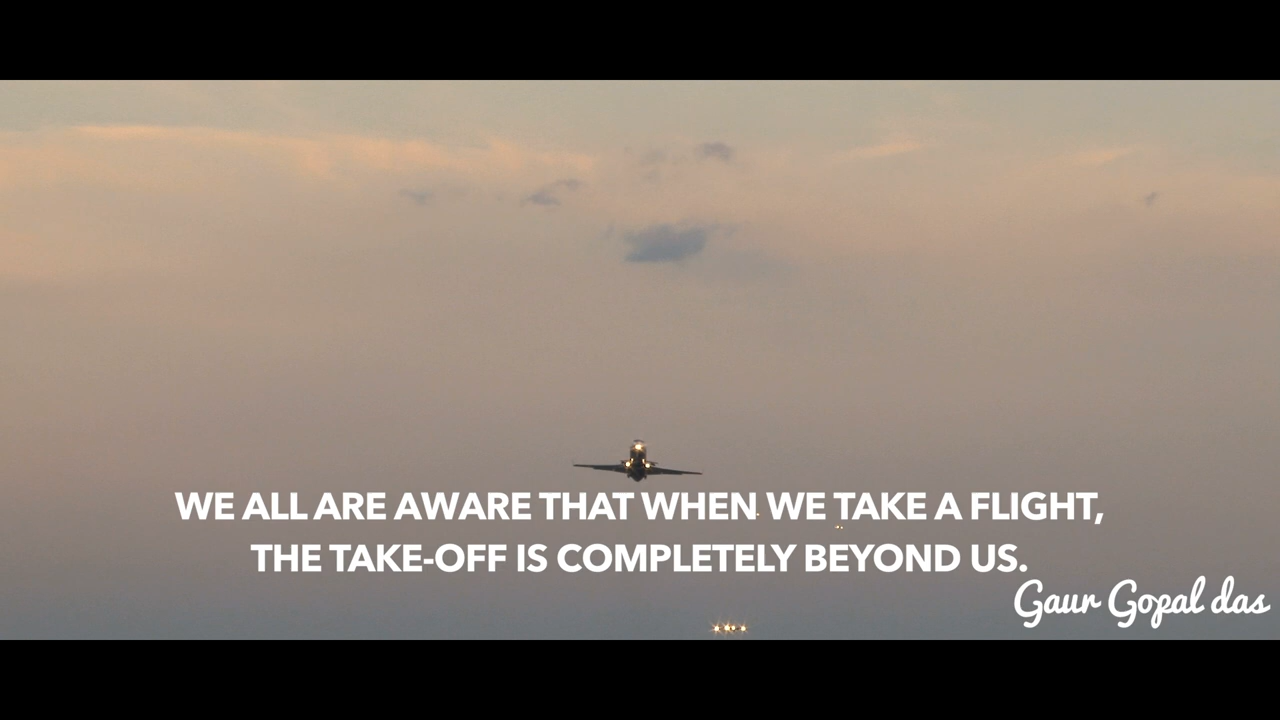 WE ALL ARE AWARE THAT WHEN WE TAKE A FLIGHT,
THE TAKE-OFF IS COMPLETELY BEYOND US.
Gaur Gopal das